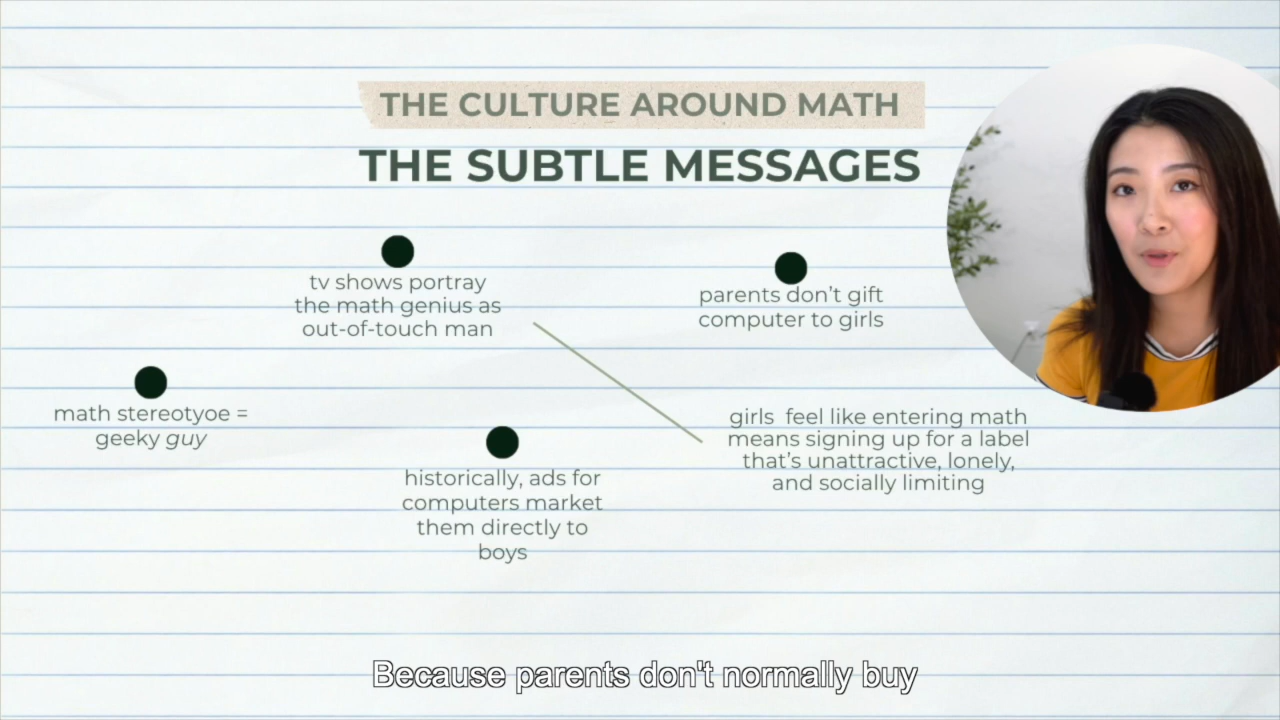 THE CULTURE AROUND MATH
THE SUBTLE MESSAGES
tv shows portray
the math genius as
out-of-touch man
parents don't gift
computer to girls
math stereotyoe =
geeky guy
girls feel like entering math
means signing up for a label
that's unattractive, lonely,
and socially limiting
historically, ads for
computers market
them directly to
boys
Because parents don't normally buy